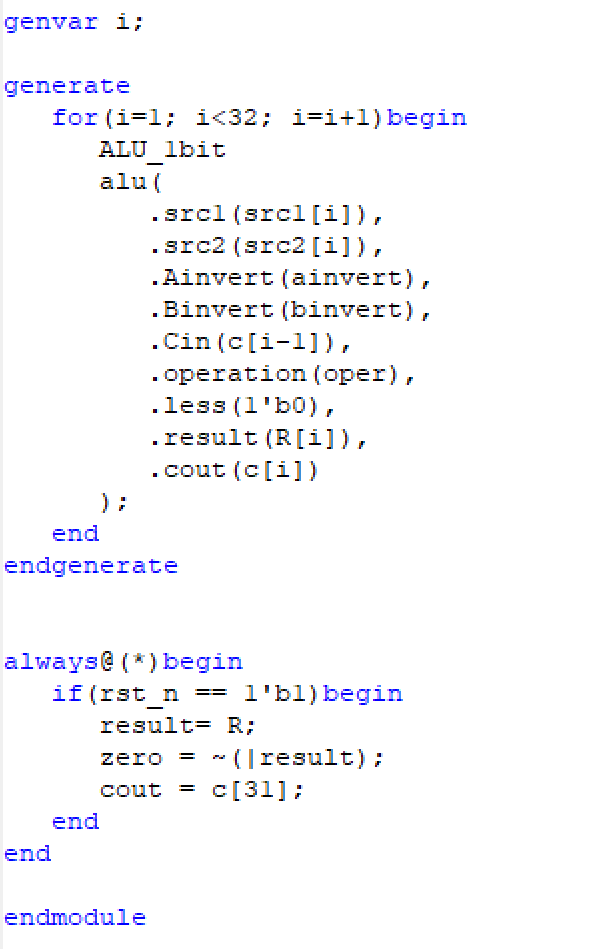 genvar i;
generate
for(i=1; i<32; i=i+1)begin
ALU_1bit
alu(
.src1(src1[i]),
.src2(src2[i]),
.Ainvert(ainvert),
.Binvert(binvert),
.Cin(c[i-1]),
.operation(oper),
.less(1'b0),
.result(R[i]),
.cout(c[i])
);
end
endgenerate
always@(*)begin
if(rst_n == 1'b1)begin
result= R;
zero = ~(|result);
cout = c[31];
end
end
endmodule